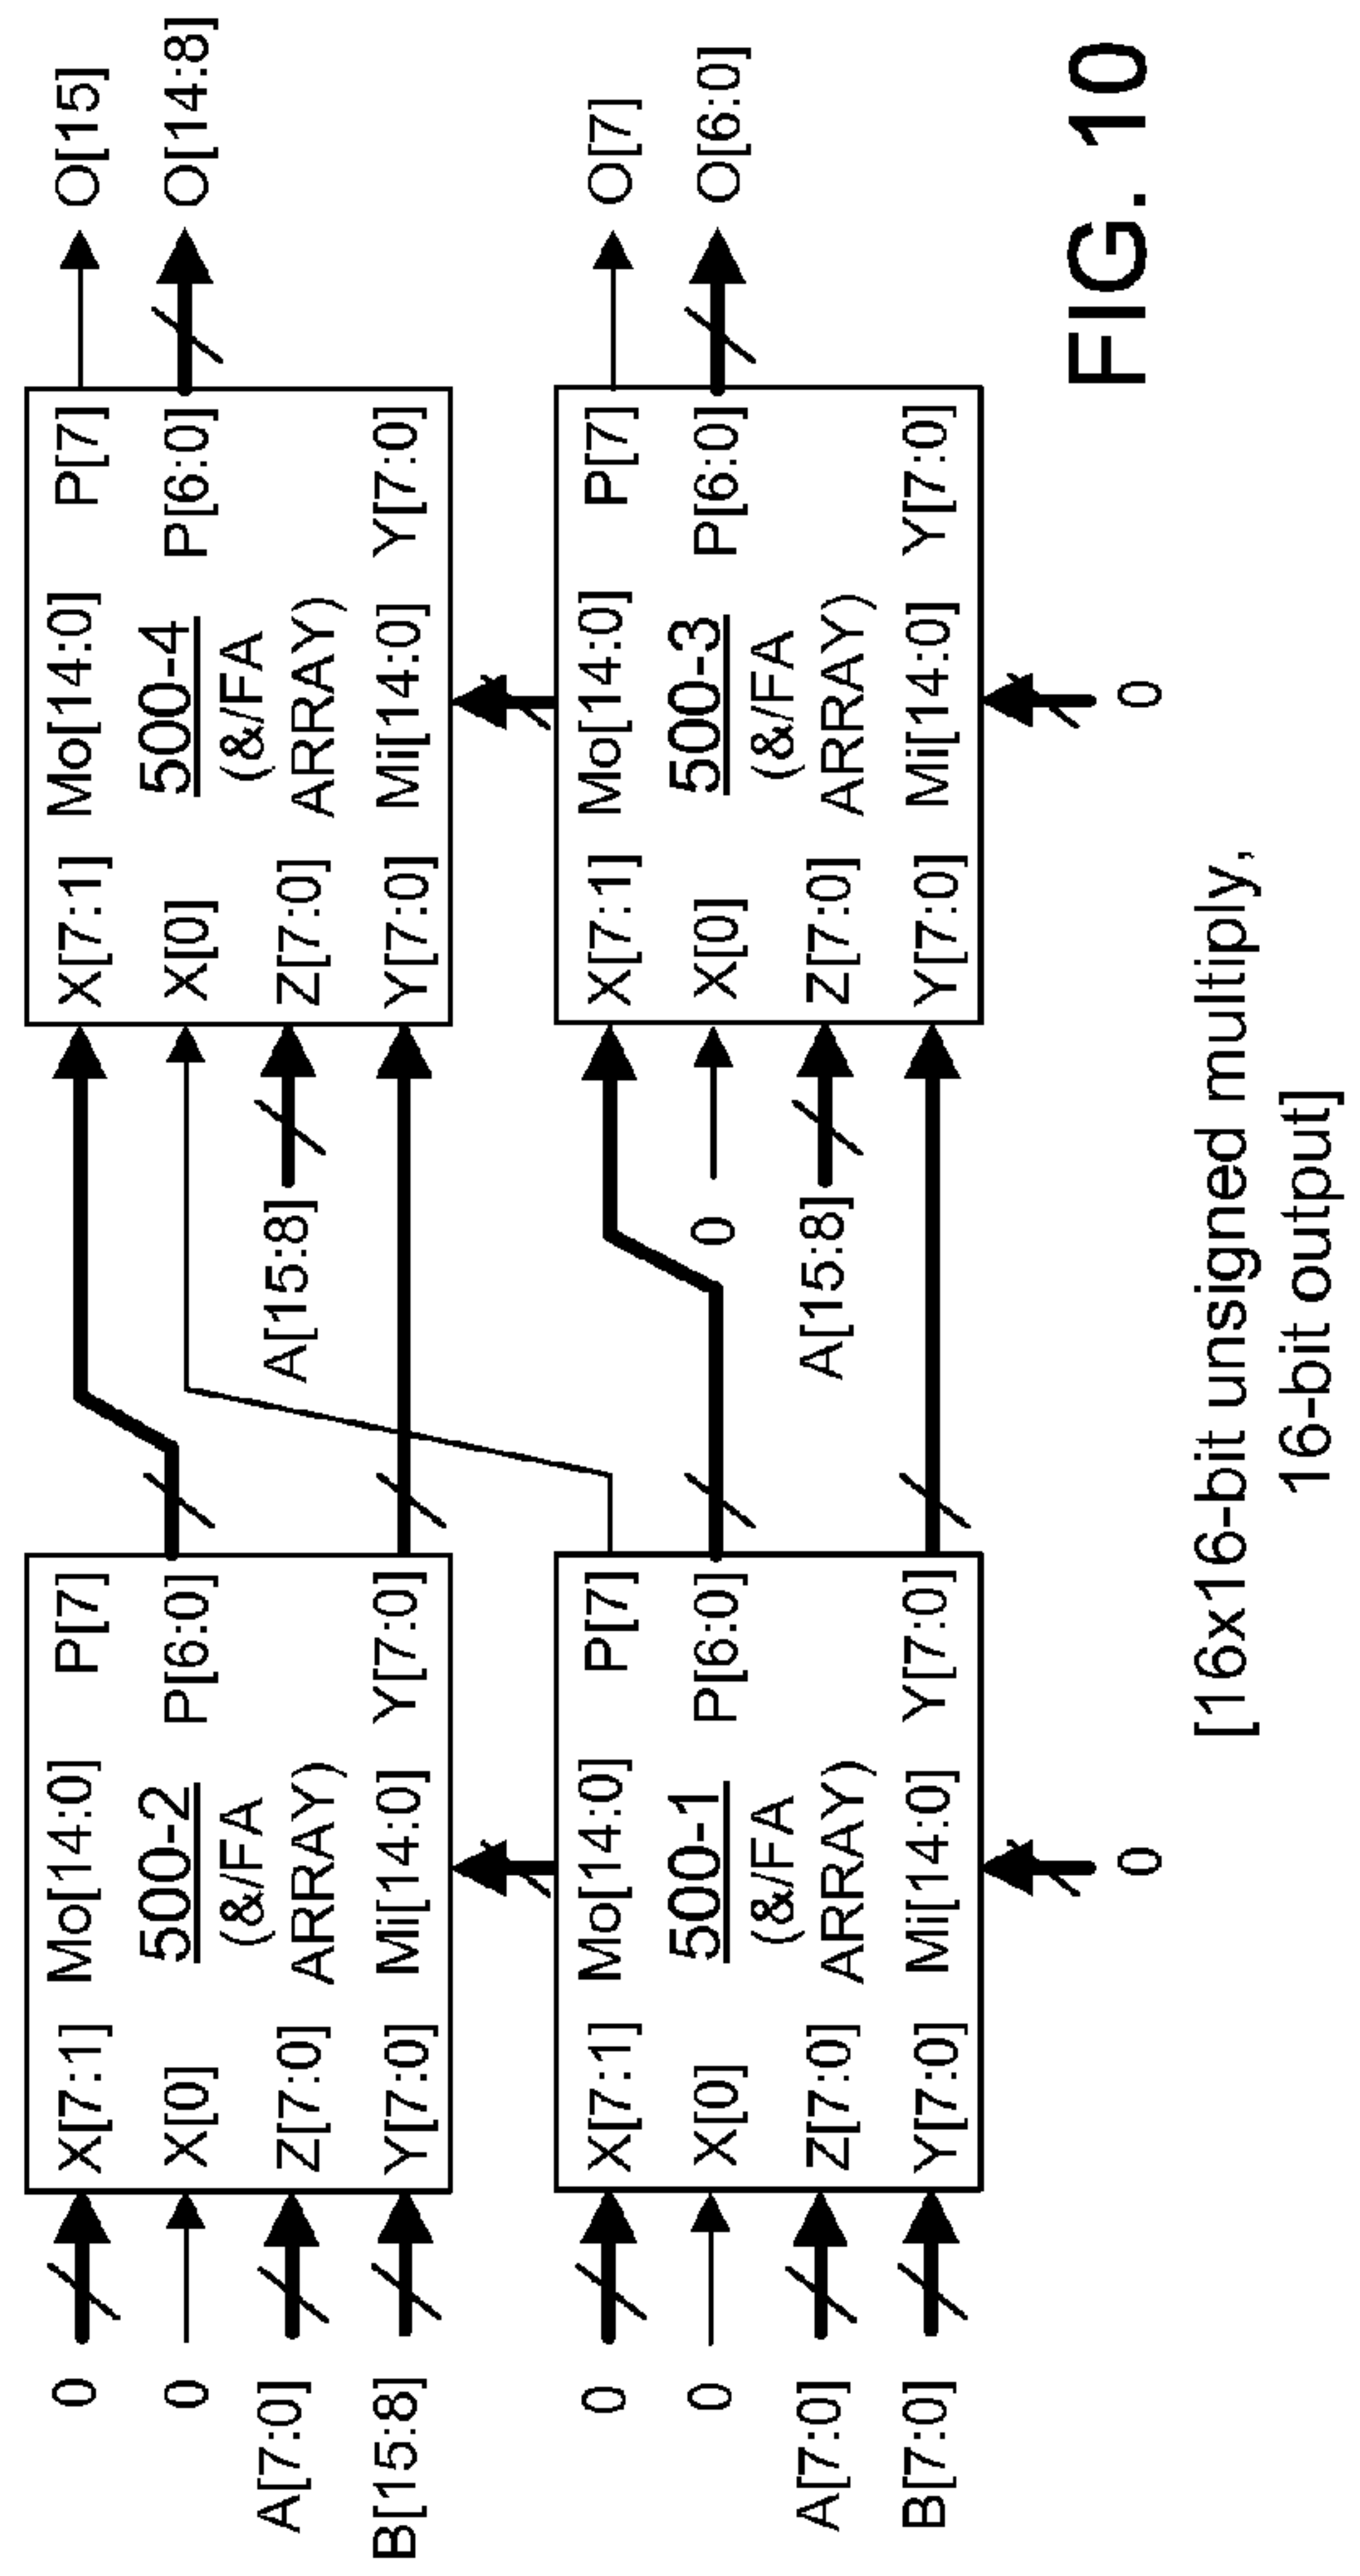 X[7:1] Mo[14:0] P[7]
X[0] 500-2 P[6:0]
(&/FA
Z[7:0] ARRAY)
Y[7:0] Mi[14:0] Y[7:0]
0
0
A[7:0]
B[15:8]
X[7:1] Mo[14:0] P[7]
X[0] 500-4 P[6:0]
(&/FA
Z[7:0] ARRAY)
Y[7:0] Mi[14:0] Y[7:0]
A[15:8]
O[15]
O[14:8]
X[7:1] Mo[14:0] P[7]
X[0] 500-1 P[6:0]
(&/FA
Z[7:0] ARRAY)
Y[7:0] Mi[14:0] Y[7:0]
0
0
A[7:0]
B[7:0]
0
X[7:1] Mo[14:0] P[7]
X[0] 500-3 P[6:0]
(&/FA
Z[7:0] ARRAY)
Y[7:0] Mi[14:0] Y[7:0]
0
A[15:8]
0
O[7]
O[6:0]
[16x16-bit unsigned multiply,
16-bit output]
FIG. 10